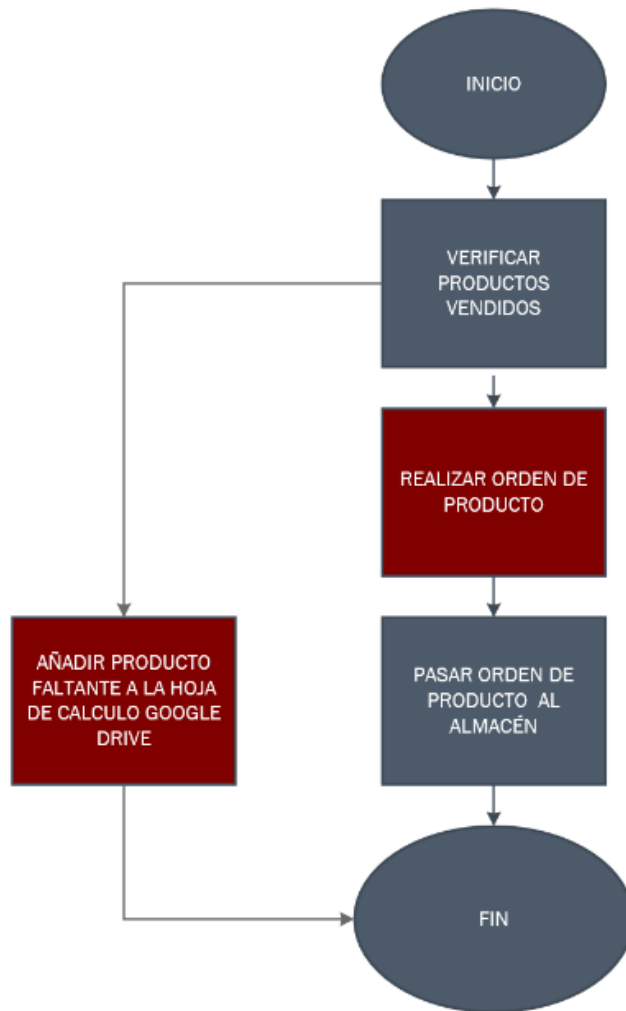 INICIO
VERIFICAR
PRODUCTOS
VENDIDOS
REALIZAR ORDEN DE
PRODUCTO
AÑADIR PRODUCTO
FALTANTE A LA HOJA
DE CALCULO GOOGLE
DRIVE
PASAR ORDEN DE
PRODUCTO AL
ALMACÉN
FIN